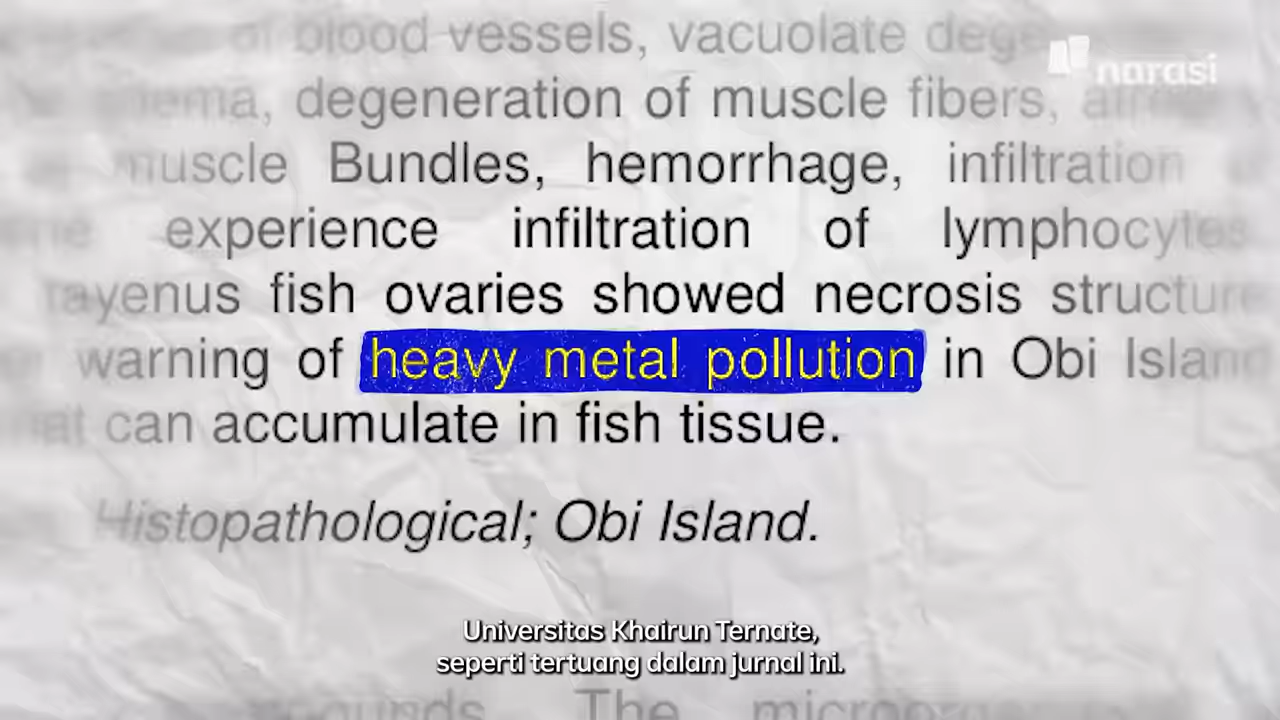 of blood vessels, vacuolate
narasi
degeneration of muscle fibers,
muscle Bundles, hemorrhage, infiltration
experience infiltration of lymphocytes
fish ovaries showed necrosis structure
warning of heavy metal pollution in Obi Island
can accumulate in fish tissue.
Histopathological; Obi Island.
Universitas Khairun Ternate,
seperti tertuang dalam jurnal ini.
The